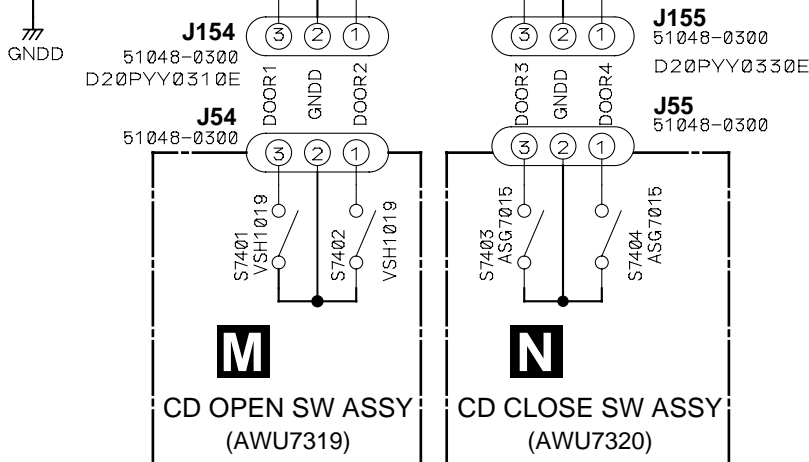 GNDD
J154
51048-0300
D20PYY0310E
3 2 1
DOOR1
GNDD
DOOR2
J54
51048-0300
3 2 1
S7401
VSH1019
S7402
VSH1019
M
CD OPEN SW ASSY
(AWU7319)
3 2 1
J155
51048-0300
D20PYY0330E
DOOR3
GNDD
DOOR4
J55
51048-0300
3 2 1
S7403
ASG7015
S7404
ASG7015
N
CD CLOSE SW ASSY
(AWU7320)